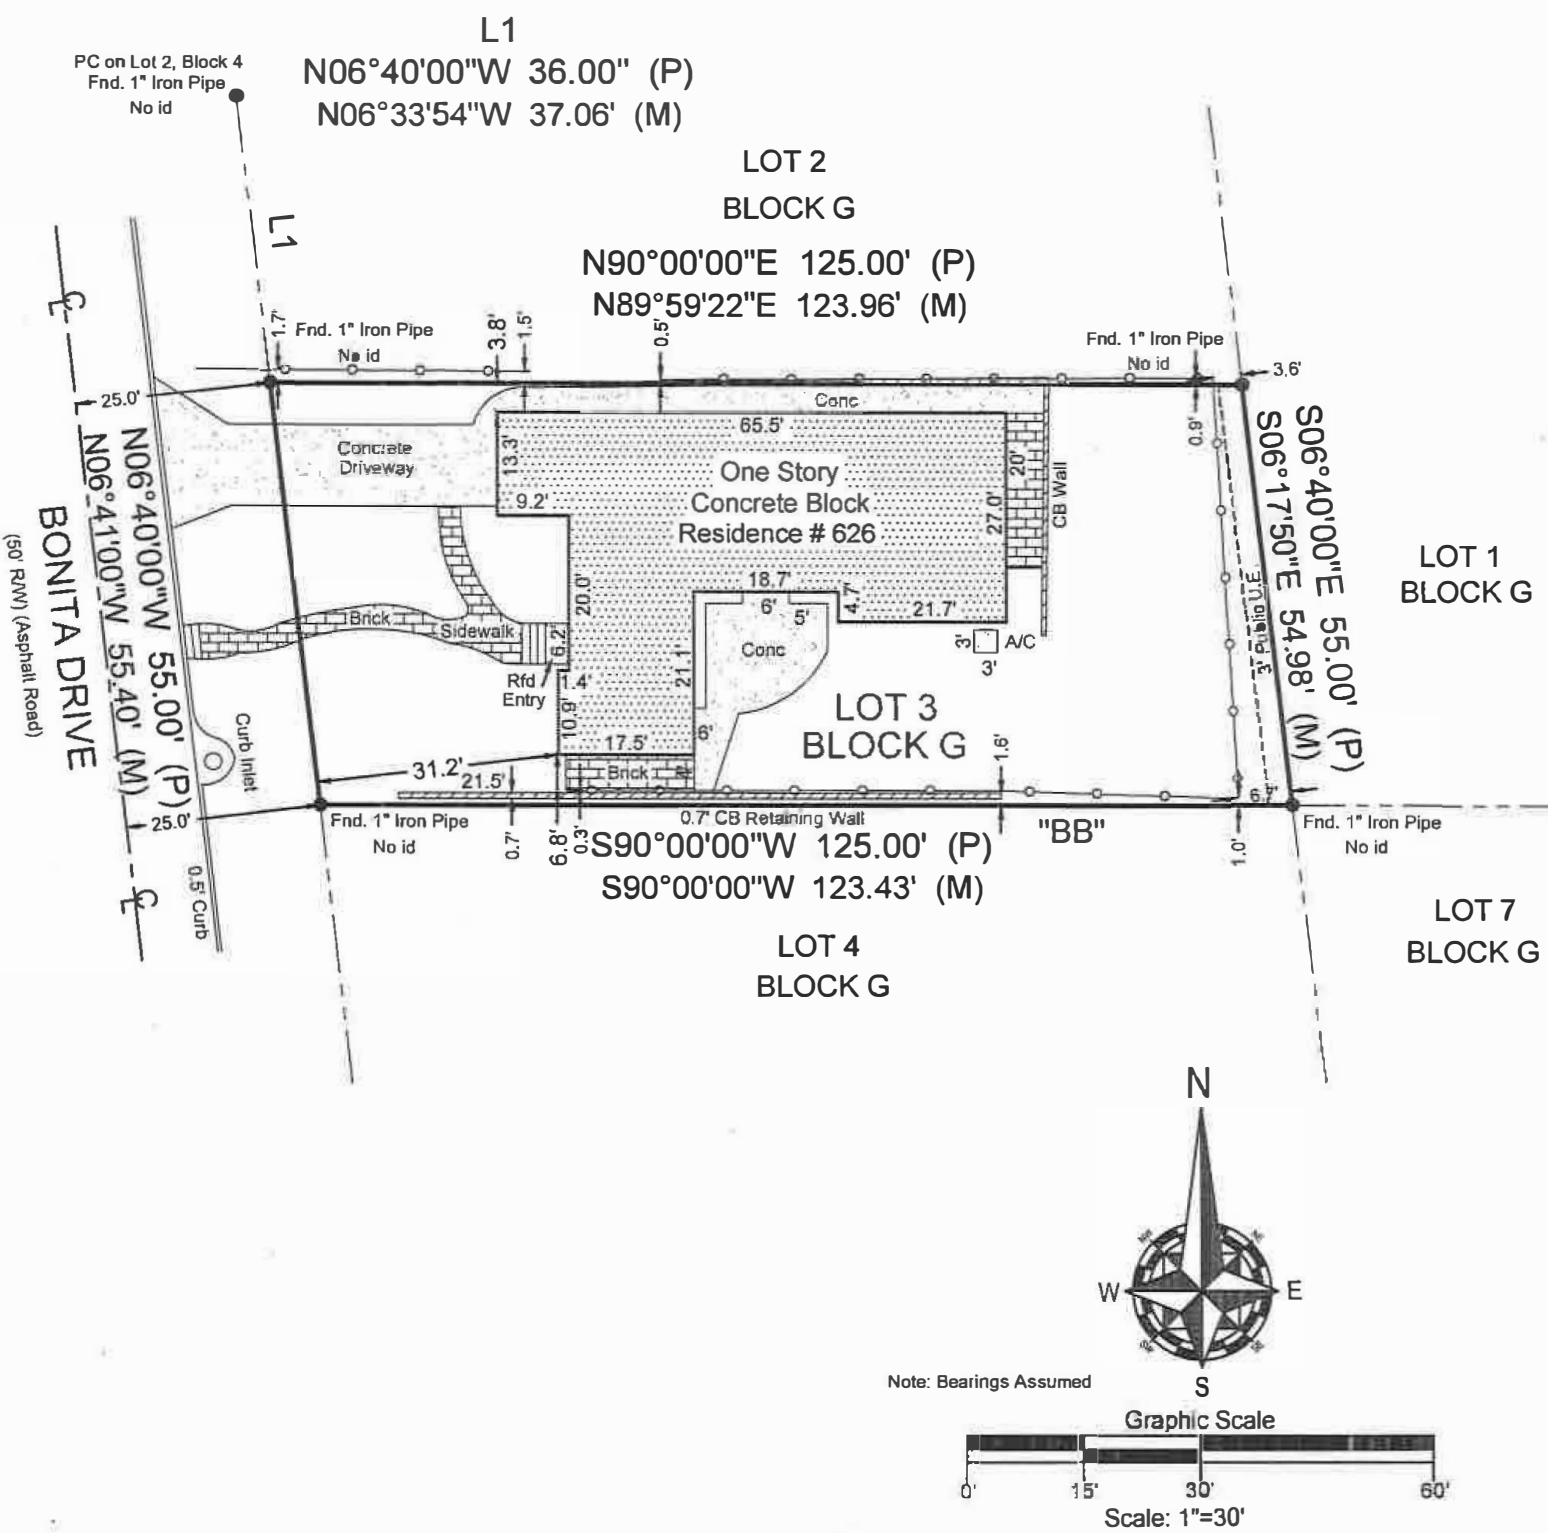 L1
N06°40'00"W 36.00" (P)
N06°33'54"W 37.06' (M)
PC on Lot 2, Block 4
Fnd. 1" Iron Pipe
No id
LOT 2
BLOCK G
N90°00'00"E 125.00' (P)
N89°59'22"E 123.96' (M)
L1
1.7'
Fnd. 1" Iron Pipe
No id
3.8'
1.5'
0.5'
Fnd. 1" Iron Pipe
No id
3.6'
0.9'
25.0'
Conc
65.5'
Concrete
Driveway
13.3'
9.2'
One Story
Concrete Block
Residence # 626
20'
27.0'
CB Wall
18.7'
4.7'
21.7'
6'
5'
Conc
3'
A/C
3'
20.0'
6.2'
Brick
Sidewalk
Rfd
Entry
1.4'
10.9'
21.1'
6'
17.5'
Brick
LOT 3
BLOCK G
31.2'
21.5'
1.6'
6.7'
3' Public U.E
S06°40'00"E 55.00' (P)
S06°17'50"E 54.98' (M)
LOT 1
BLOCK G
N06°40'00"W 55.00' (P)
N06°41'00"W 55.40' (M)
BONITA DRIVE
(50' R/W) (Asphalt Road)
Curb Inlet
25.0'
0.5' Curb
Fnd. 1" Iron Pipe
No id
0.7'
6.8'
0.3'
0.7' CB Retaining Wall
"BB"
1.0'
Fnd. 1" Iron Pipe
No id
S90°00'00"W 125.00' (P)
S90°00'00"W 123.43' (M)
LOT 4
BLOCK G
LOT 7
BLOCK G
N
W
E
S
Note: Bearings Assumed
Graphic Scale
0'
15'
30'
60'
Scale: 1"=30'